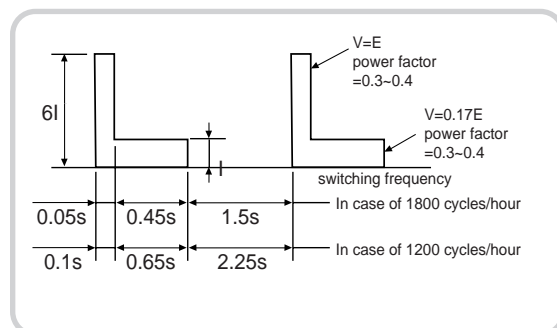 V=E
power factor
=0.3~0.4
6I
V=0.17E
power factor
=0.3~0.4
I
switching frequency
0.05s 0.45s 1.5s In case of 1800 cycles/hour
0.1s 0.65s 2.25s In case of 1200 cycles/hour